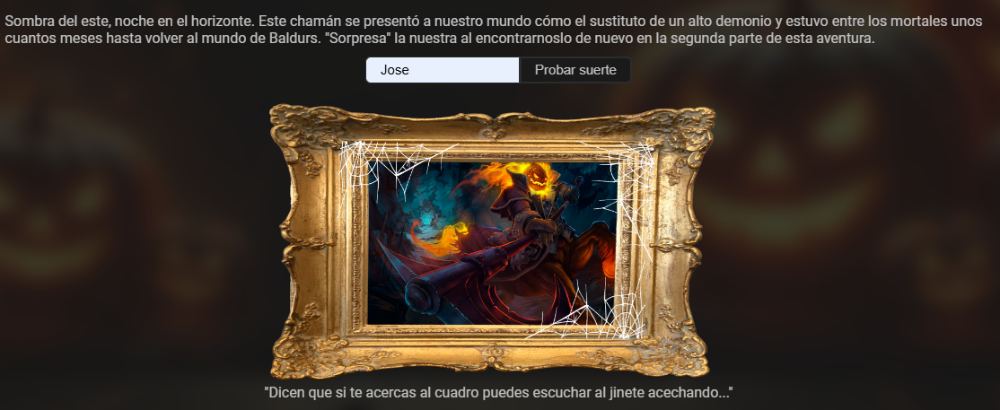 Sombra del este, noche en el horizonte. Este chamán se presentó a nuestro mundo cómo el sustituto de un alto demonio y estuvo entre los mortales unos
cuantos meses hasta volver al mundo de Baldurs. "Sorpresa" la nuestra al encontrarnoslo de nuevo en la segunda parte de esta aventura.
Jose Probar suerte
"Dicen que si te acercas al cuadro puedes escuchar al jinete acechando..."